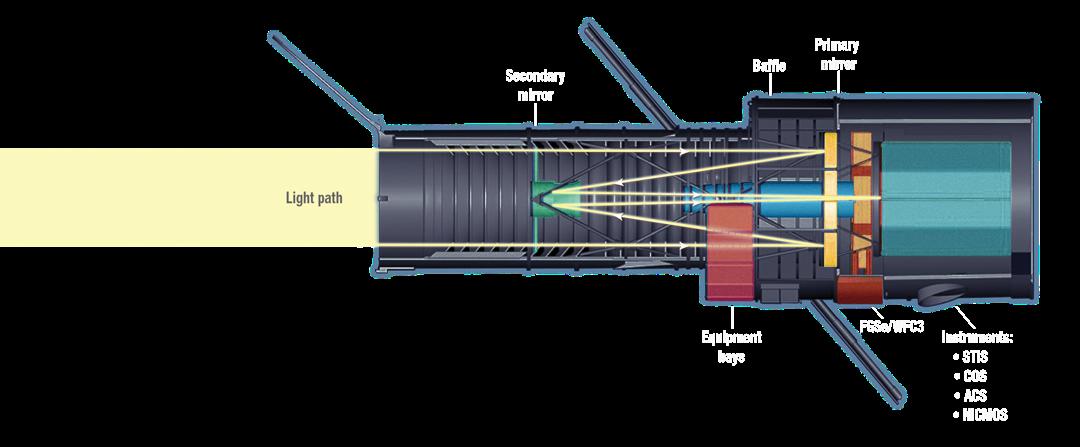 Primary
mirror
Baffle
Secondary
mirror
Light path
Equipment
bays
FGSs/WFC3
Instruments:
• STIS
• COS
• ACS
• NICMOS